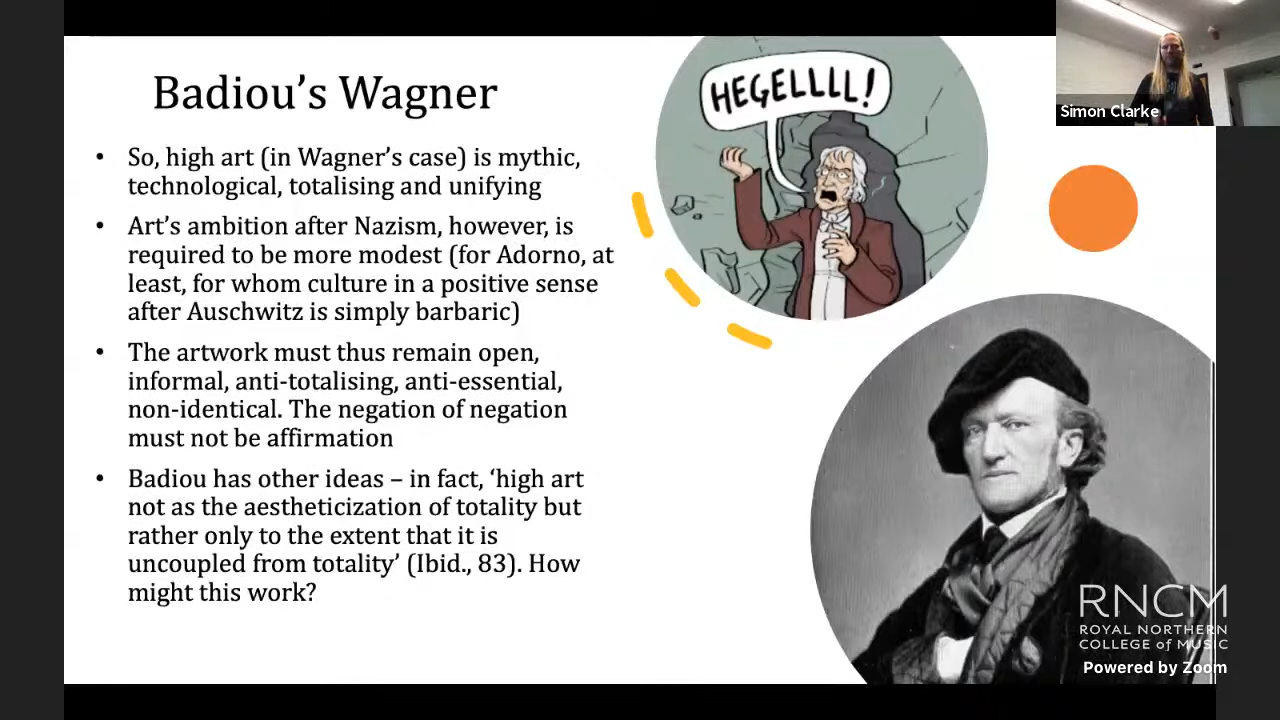 Badiou’s Wagner
• So, high art (in Wagner’s case) is mythic,
technological, totalising and unifying
• Art’s ambition after Nazism, however, is
required to be more modest (for Adorno, at
least, for whom culture in a positive sense
after Auschwitz is simply barbaric)
• The artwork must thus remain open,
informal, anti-totalising, anti-essential,
non-identical. The negation of negation
must not be affirmation
• Badiou has other ideas – in fact, ‘high art
not as the aestheticization of totality but
rather only to the extent that it is
uncoupled from totality’ (Ibid., 83). How
might this work?
HEGELLLL!
Simon Clarke
RNCM
ROYAL NORTHERN
COLLEGE of MUSIC
Powered by Zoom